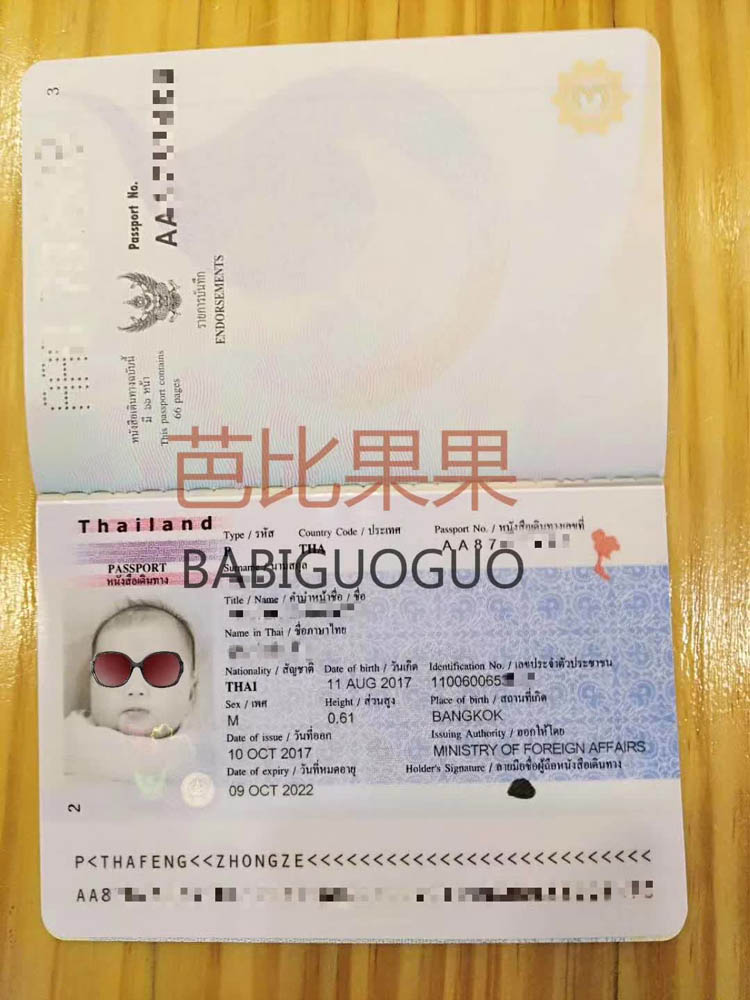 3
Passport No.
AA
หนังสือเดินทางฉบับนี้
มี ๖๖ หน้า
This passport contains
66 pages
รายการบันทึก
ENDORSEMENTS
芭比果果
BABIGUOGUO
Thailand
PASSPORT
หนังสือเดินทาง
Type / รหัส Country Code / ประเทศ Passport No. / หนังสือเดินทางเลขที่
THA AA87
Surname / นามสกุล
Title / Name / คำนำหน้าชื่อ / ชื่อ
Name in Thai / ชื่อภาษาไทย
Nationality / สัญชาติ Date of birth / วันเกิด Identification No. / เลขประจำตัวประชาชน
THAI 11 AUG 2017 110060065
Sex / เพศ Height / ส่วนสูง Place of birth / สถานที่เกิด
M 0.61 BANGKOK
Date of issue / วันที่ออก Issuing Authority / ออกให้โดย
10 OCT 2017 MINISTRY OF FOREIGN AFFAIRS
Date of expiry / วันที่หมดอายุ Holder's Signature / ลายมือชื่อผู้ถือหนังสือเดินทาง
09 OCT 2022
2
P<THAFENG<<ZHONGZE<<<<<<<<<<<<<<<<<<<<<<<<<<
AA8